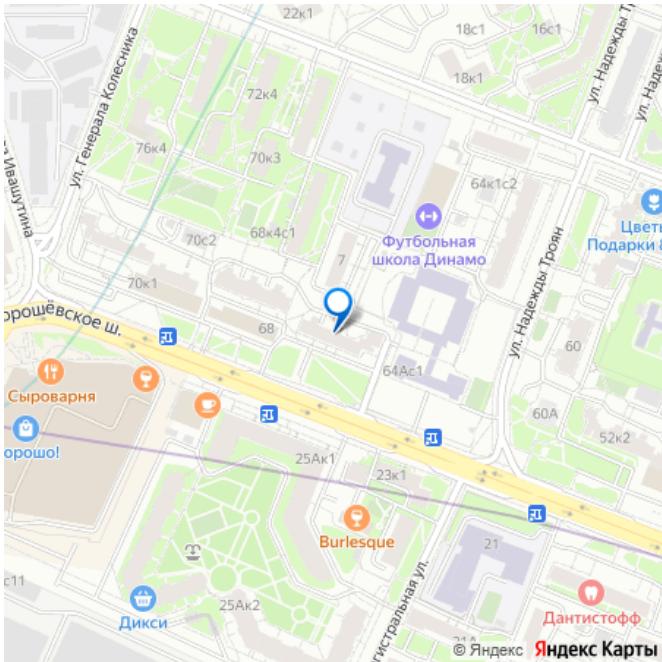 22к1
18с1
16с1
ул. Надежды Тр
18к1
ул. Генерала Колесника
72к4
76к4
70к3
64к1с2
Ивашутина
Цветы
Подарки &
Футбольная
школа Динамо
68к4с1
70с2
7
70к1
ул. Надежды Троян
орошёвское ш.
68
60
64Ас1
Сыроварня
60А
орошо!
52к2
25Ак1
23к1
Burlesque
21
с11
25Ак2
Дикси
гистральная ул.
21А
Дантистофф
© Яндекс Яндекс Карты